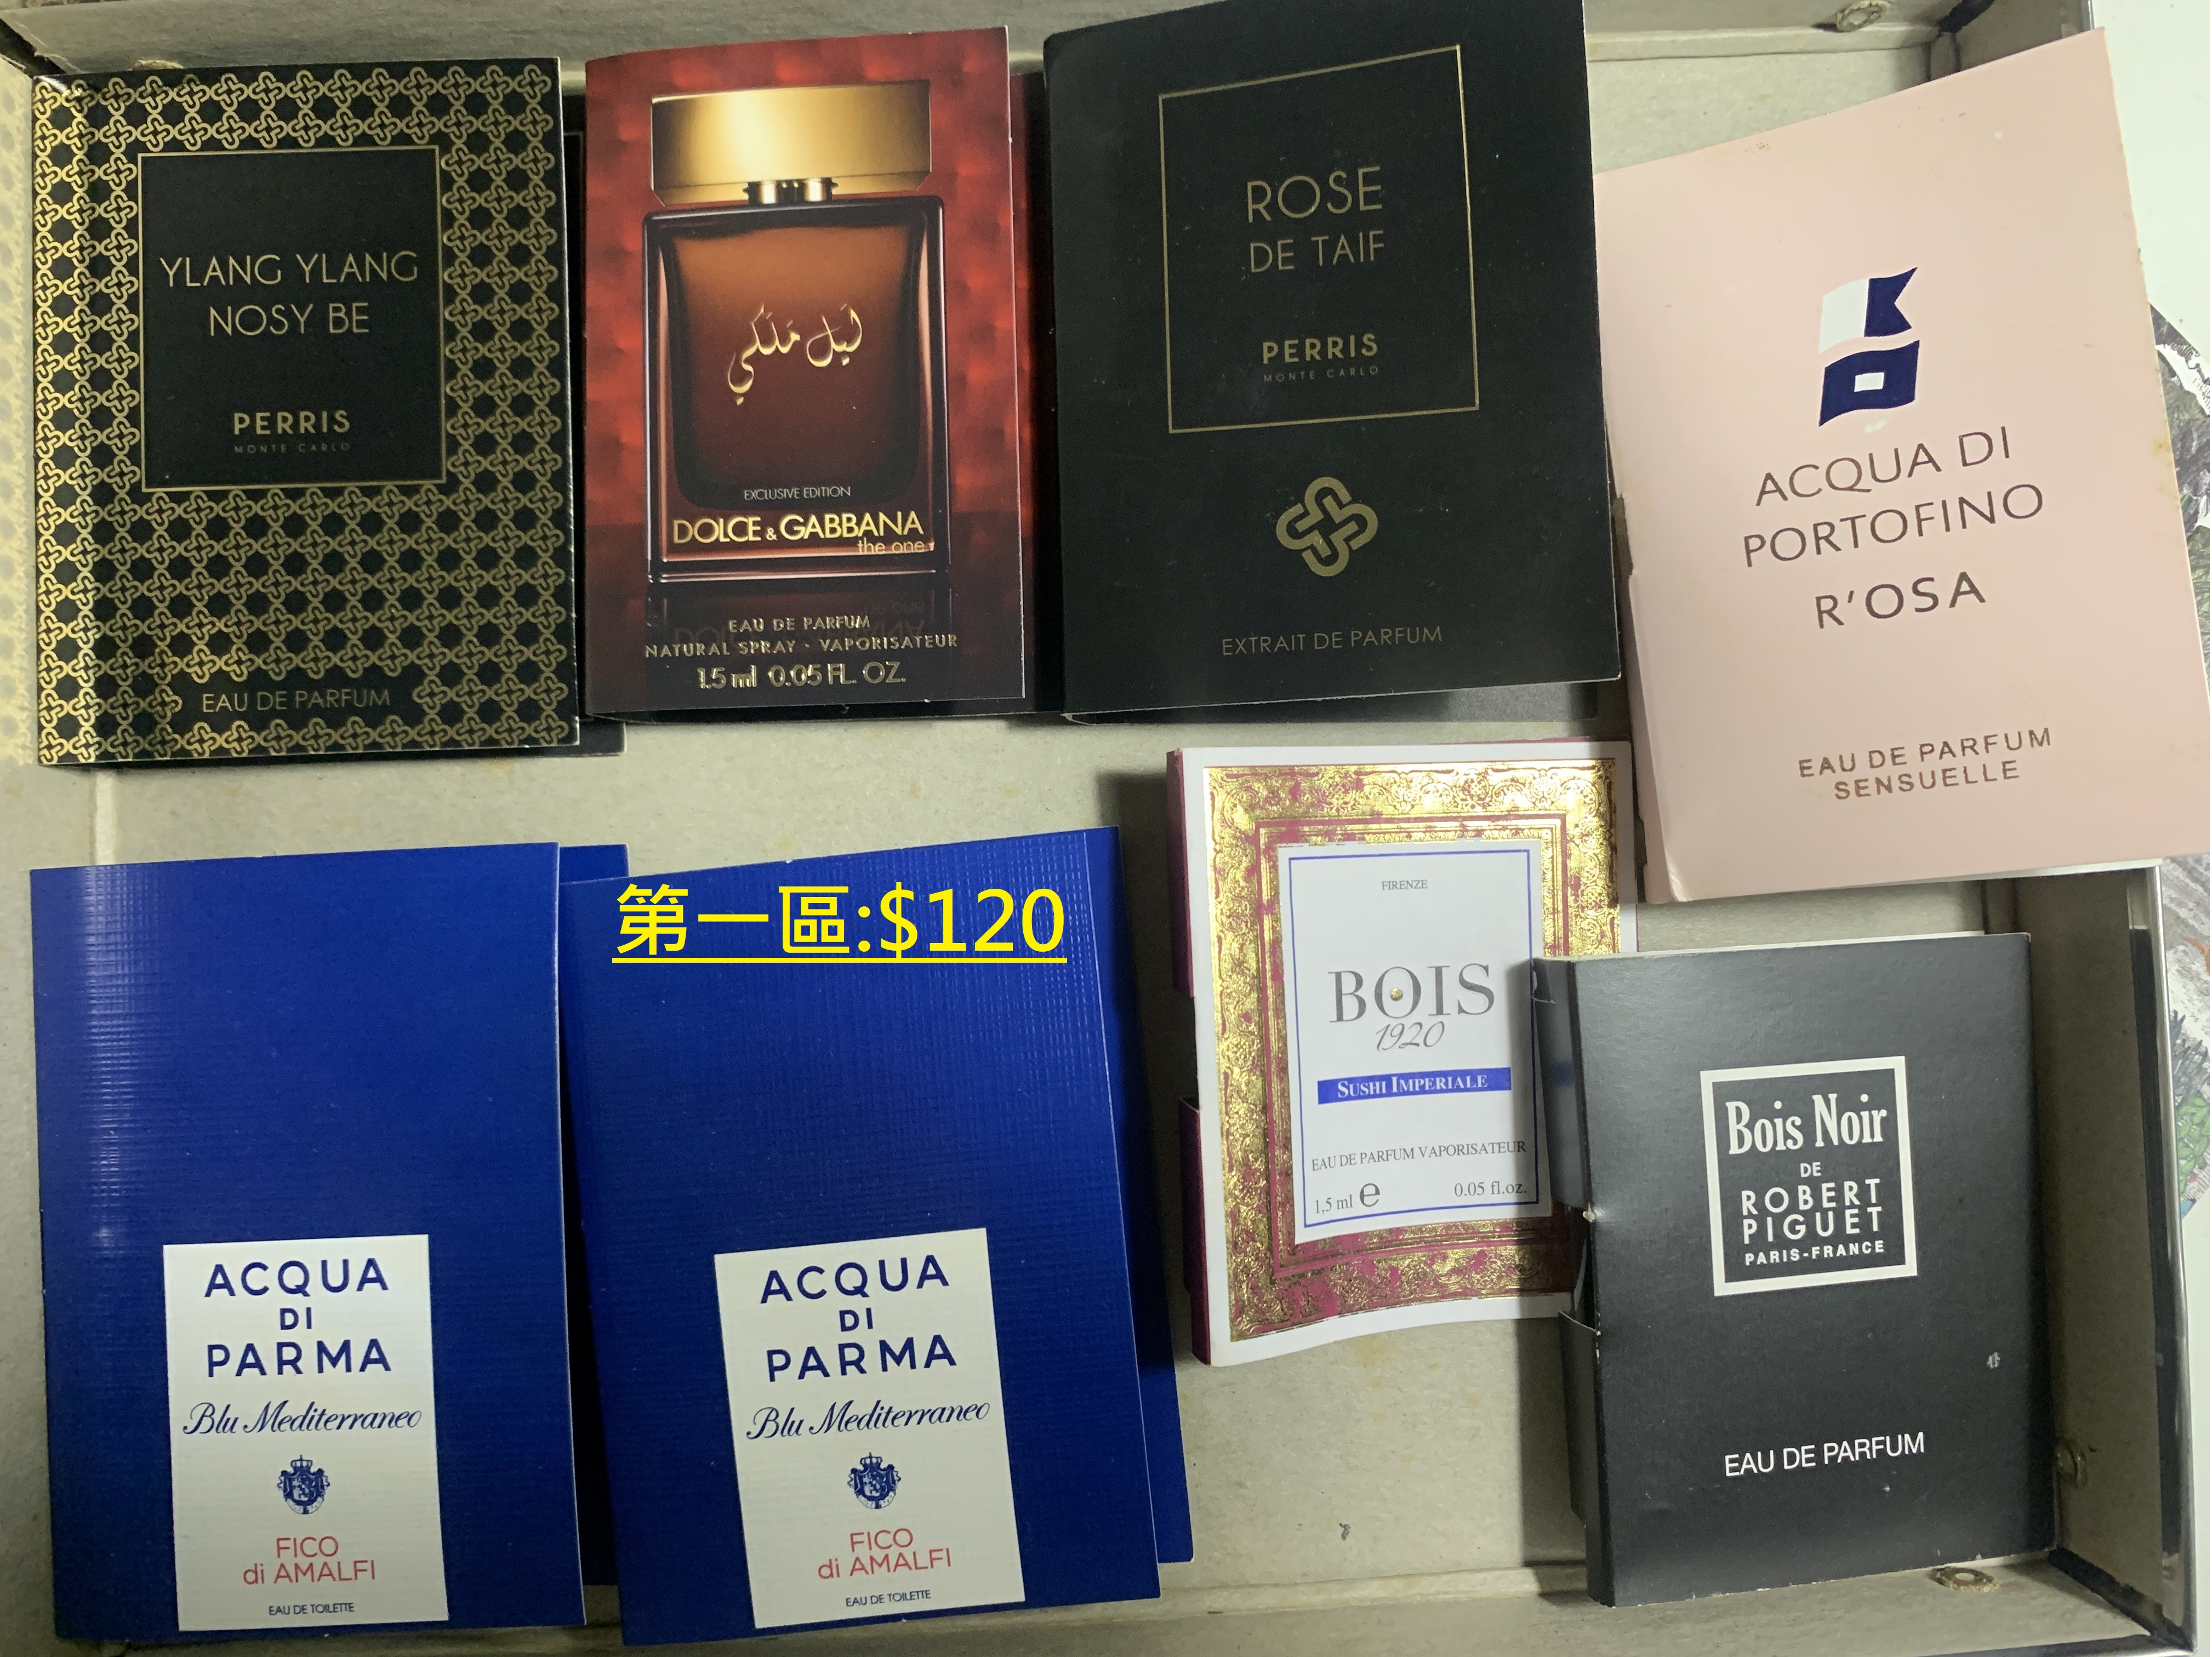 YLANG YLANG
NOSY BE
PERRIS
MONTE CARLO
EAU DE PARFUM
لَيل مَلَكي
EXCLUSIVE EDITION
DOLCE & GABBANA
the one
EAU DE PARFUM
NATURAL SPRAY · VAPORISATEUR
1.5 ml 0.05 FL. OZ.
ROSE
DE TAIF
PERRIS
MONTE CARLO
EXTRAIT DE PARFUM
ACQUA DI
PORTOFINO
R'OSA
EAU DE PARFUM
SENSUELLE
第一區:$120
ACQUA
DI
PARMA
Blu Mediterraneo
FICO
di AMALFI
EAU DE TOILETTE
ACQUA
DI
PARMA
Blu Mediterraneo
FICO
di AMALFI
EAU DE TOILETTE
FIRENZE
BOIS
1920
SUSHI IMPERIALE
EAU DE PARFUM VAPORISATEUR
1,5 ml e 0.05 fl.oz.
Bois Noir
DE
ROBERT
PIGUET
PARIS-FRANCE
EAU DE PARFUM